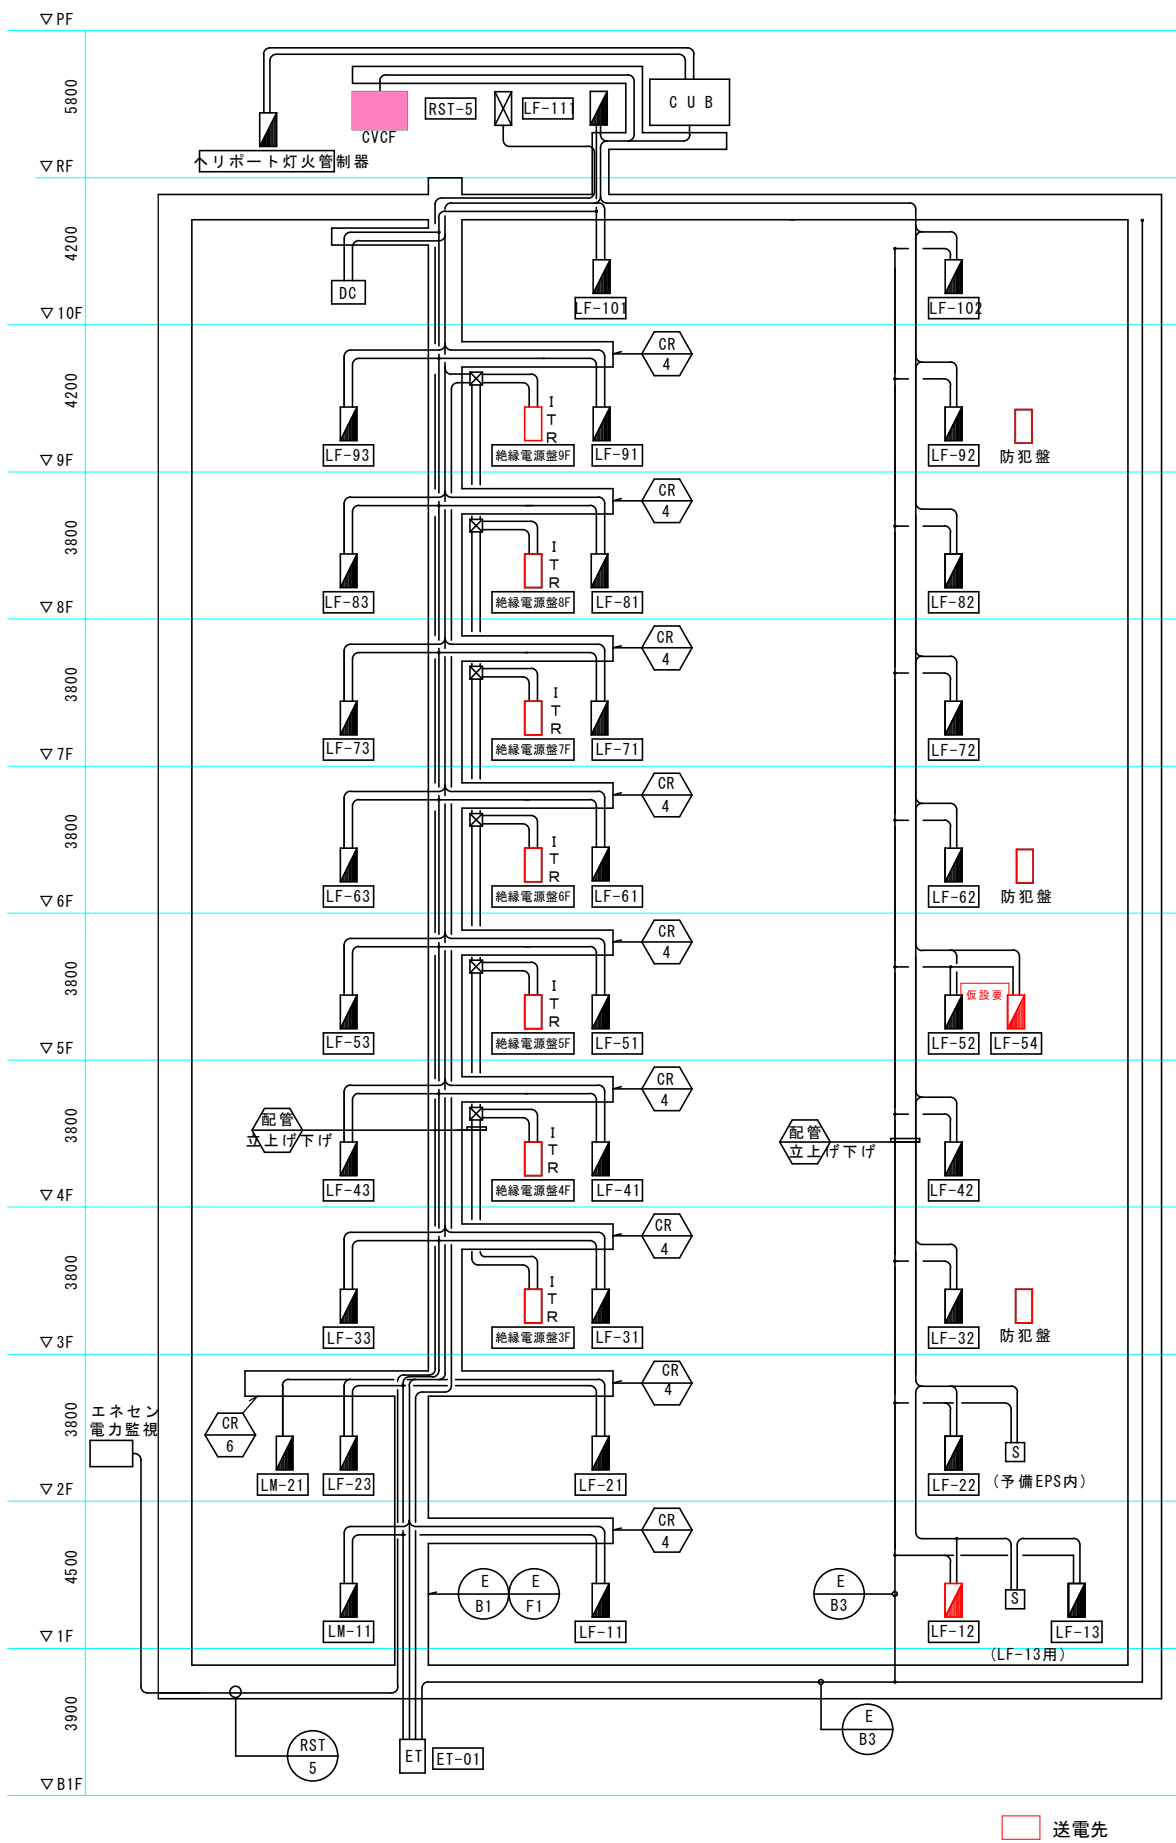 ▽PF
5800
RST-5
LF-111
CUB
CVCF
ヘリポート灯火管制器
▽RF
4200
DC
LF-101
LF-102
▽10F
CR
4
4200
I
T
R
LF-93
絶縁電源盤9F
LF-91
LF-92
防犯盤
▽9F
CR
4
3800
I
T
R
LF-83
絶縁電源盤8F
LF-81
LF-82
▽8F
CR
4
3800
I
T
R
LF-73
絶縁電源盤7F
LF-71
LF-72
▽7F
CR
4
3800
I
T
R
LF-63
絶縁電源盤6F
LF-61
LF-62
防犯盤
▽6F
CR
4
3800
I
T
R
仮設要
LF-53
絶縁電源盤5F
LF-51
LF-52
LF-54
▽5F
CR
4
3800
配管
立上げ下げ
I
T
R
配管
立上げ下げ
LF-43
絶縁電源盤4F
LF-41
LF-42
▽4F
CR
4
3800
I
T
R
LF-33
絶縁電源盤3F
LF-31
LF-32
防犯盤
▽3F
CR
4
3800
エネセン
電力監視
CR
6
S
LM-21
LF-23
LF-21
LF-22
(予備EPS内)
▽2F
CR
4
4500
E
B1
E
F1
E
B3
S
LM-11
LF-11
LF-12
LF-13
▽1F
(LF-13用)
3900
E
B3
RST
5
ET
ET-01
▽B1F
送電先